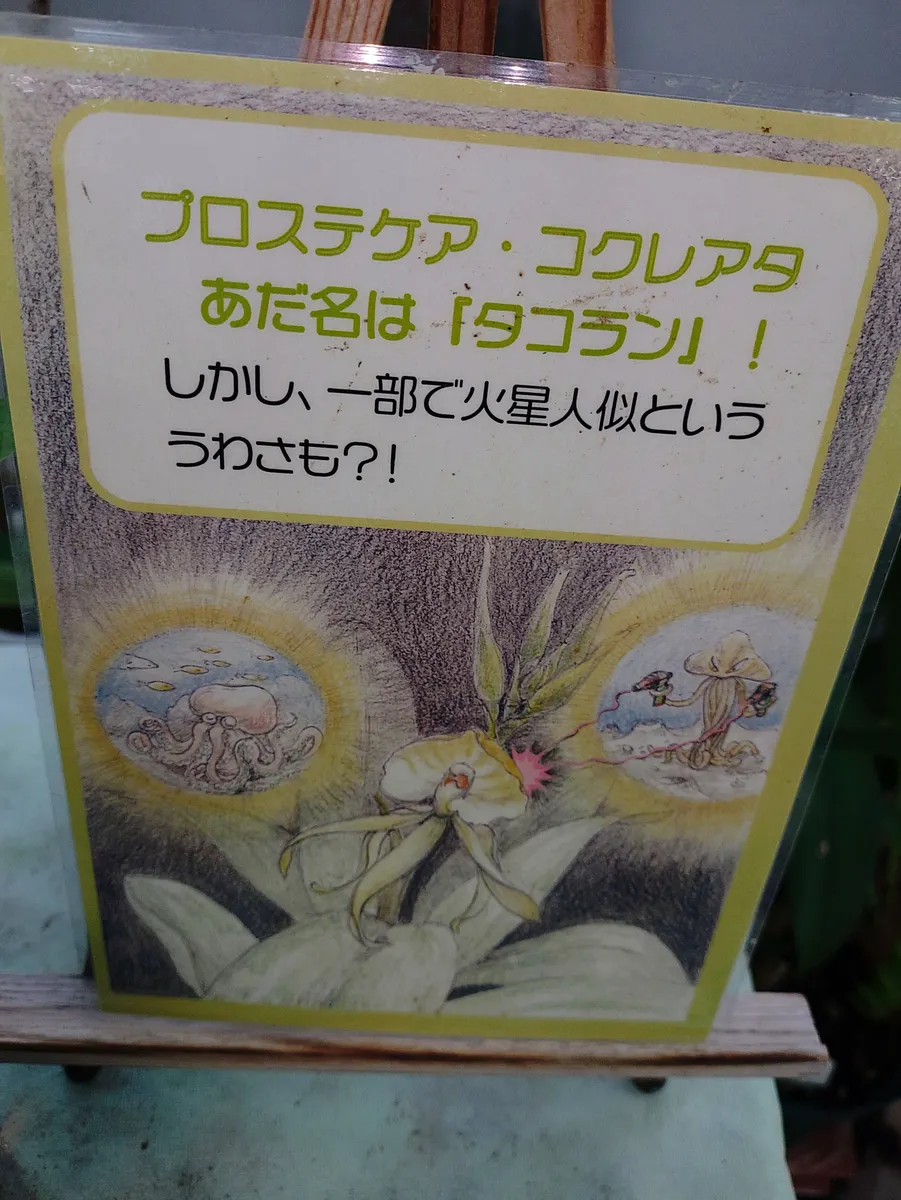 プロステケア・コクレアタ
あだ名は「タコラン」！
しかし、一部で火星人似という
うわさも？！